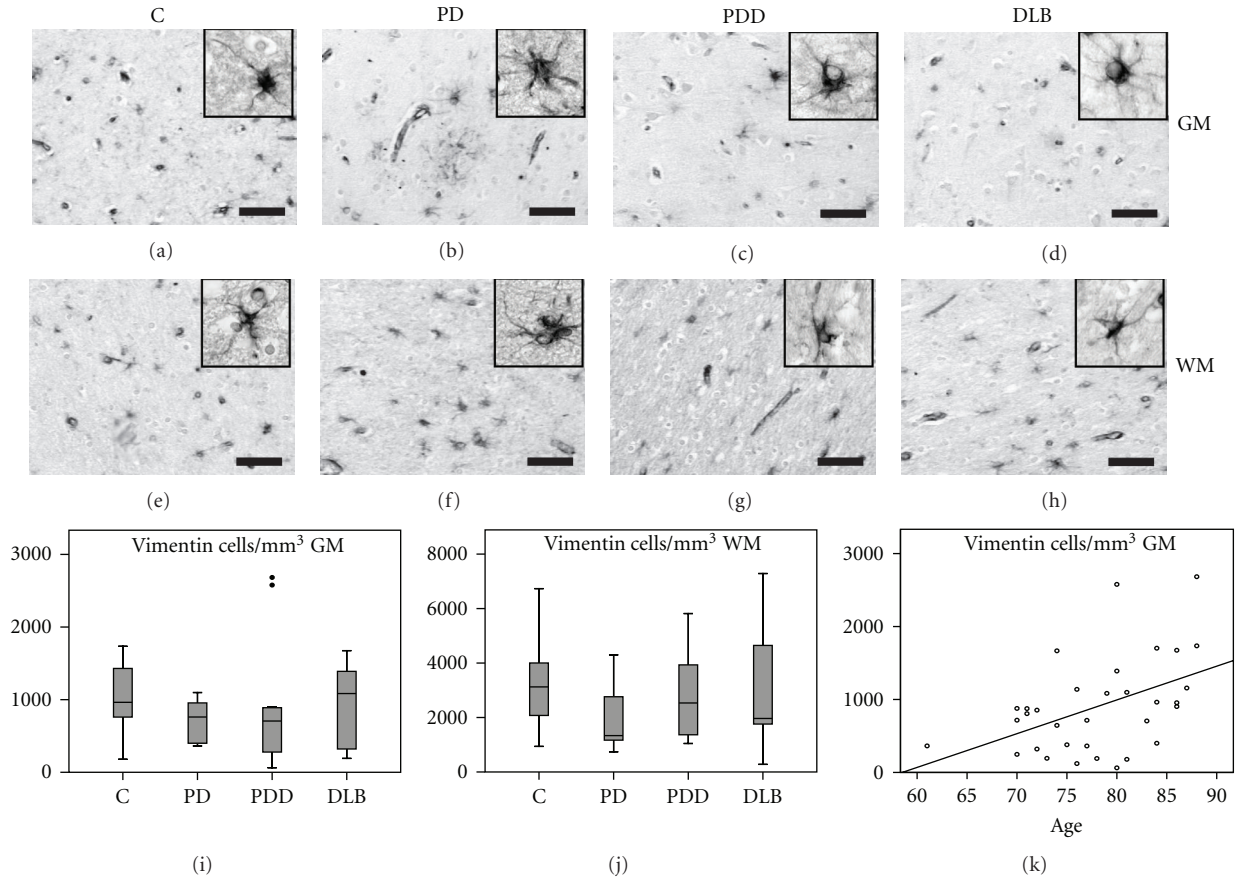 C PD PDD DLB
GM
(a) (b) (c) (d)
WM
(e) (f) (g) (h)
Vimentin cells/mm³ GM
3000
2000
1000
0
C PD PDD DLB
(i)
Vimentin cells/mm³ WM
8000
6000
4000
2000
0
C PD PDD DLB
(j)
Vimentin cells/mm³ GM
3000
2000
1000
0
60 65 70 75 80 85 90
Age
(k)